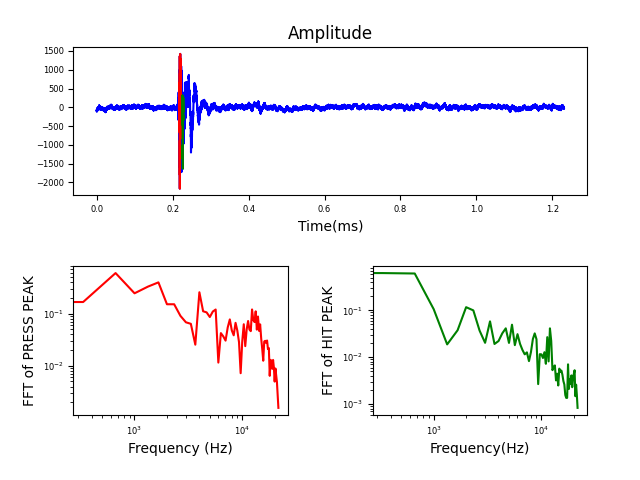 Amplitude
1500
1000
500
0
−500
−1000
−1500
−2000
0.0 0.2 0.4 0.6 0.8 1.0 1.2
Time(ms)
FFT of PRESS PEAK
10⁻¹
10⁻²
10³ 10⁴
Frequency (Hz)
FFT of HIT PEAK
10⁻¹
10⁻²
10⁻³
10³ 10⁴
Frequency(Hz)